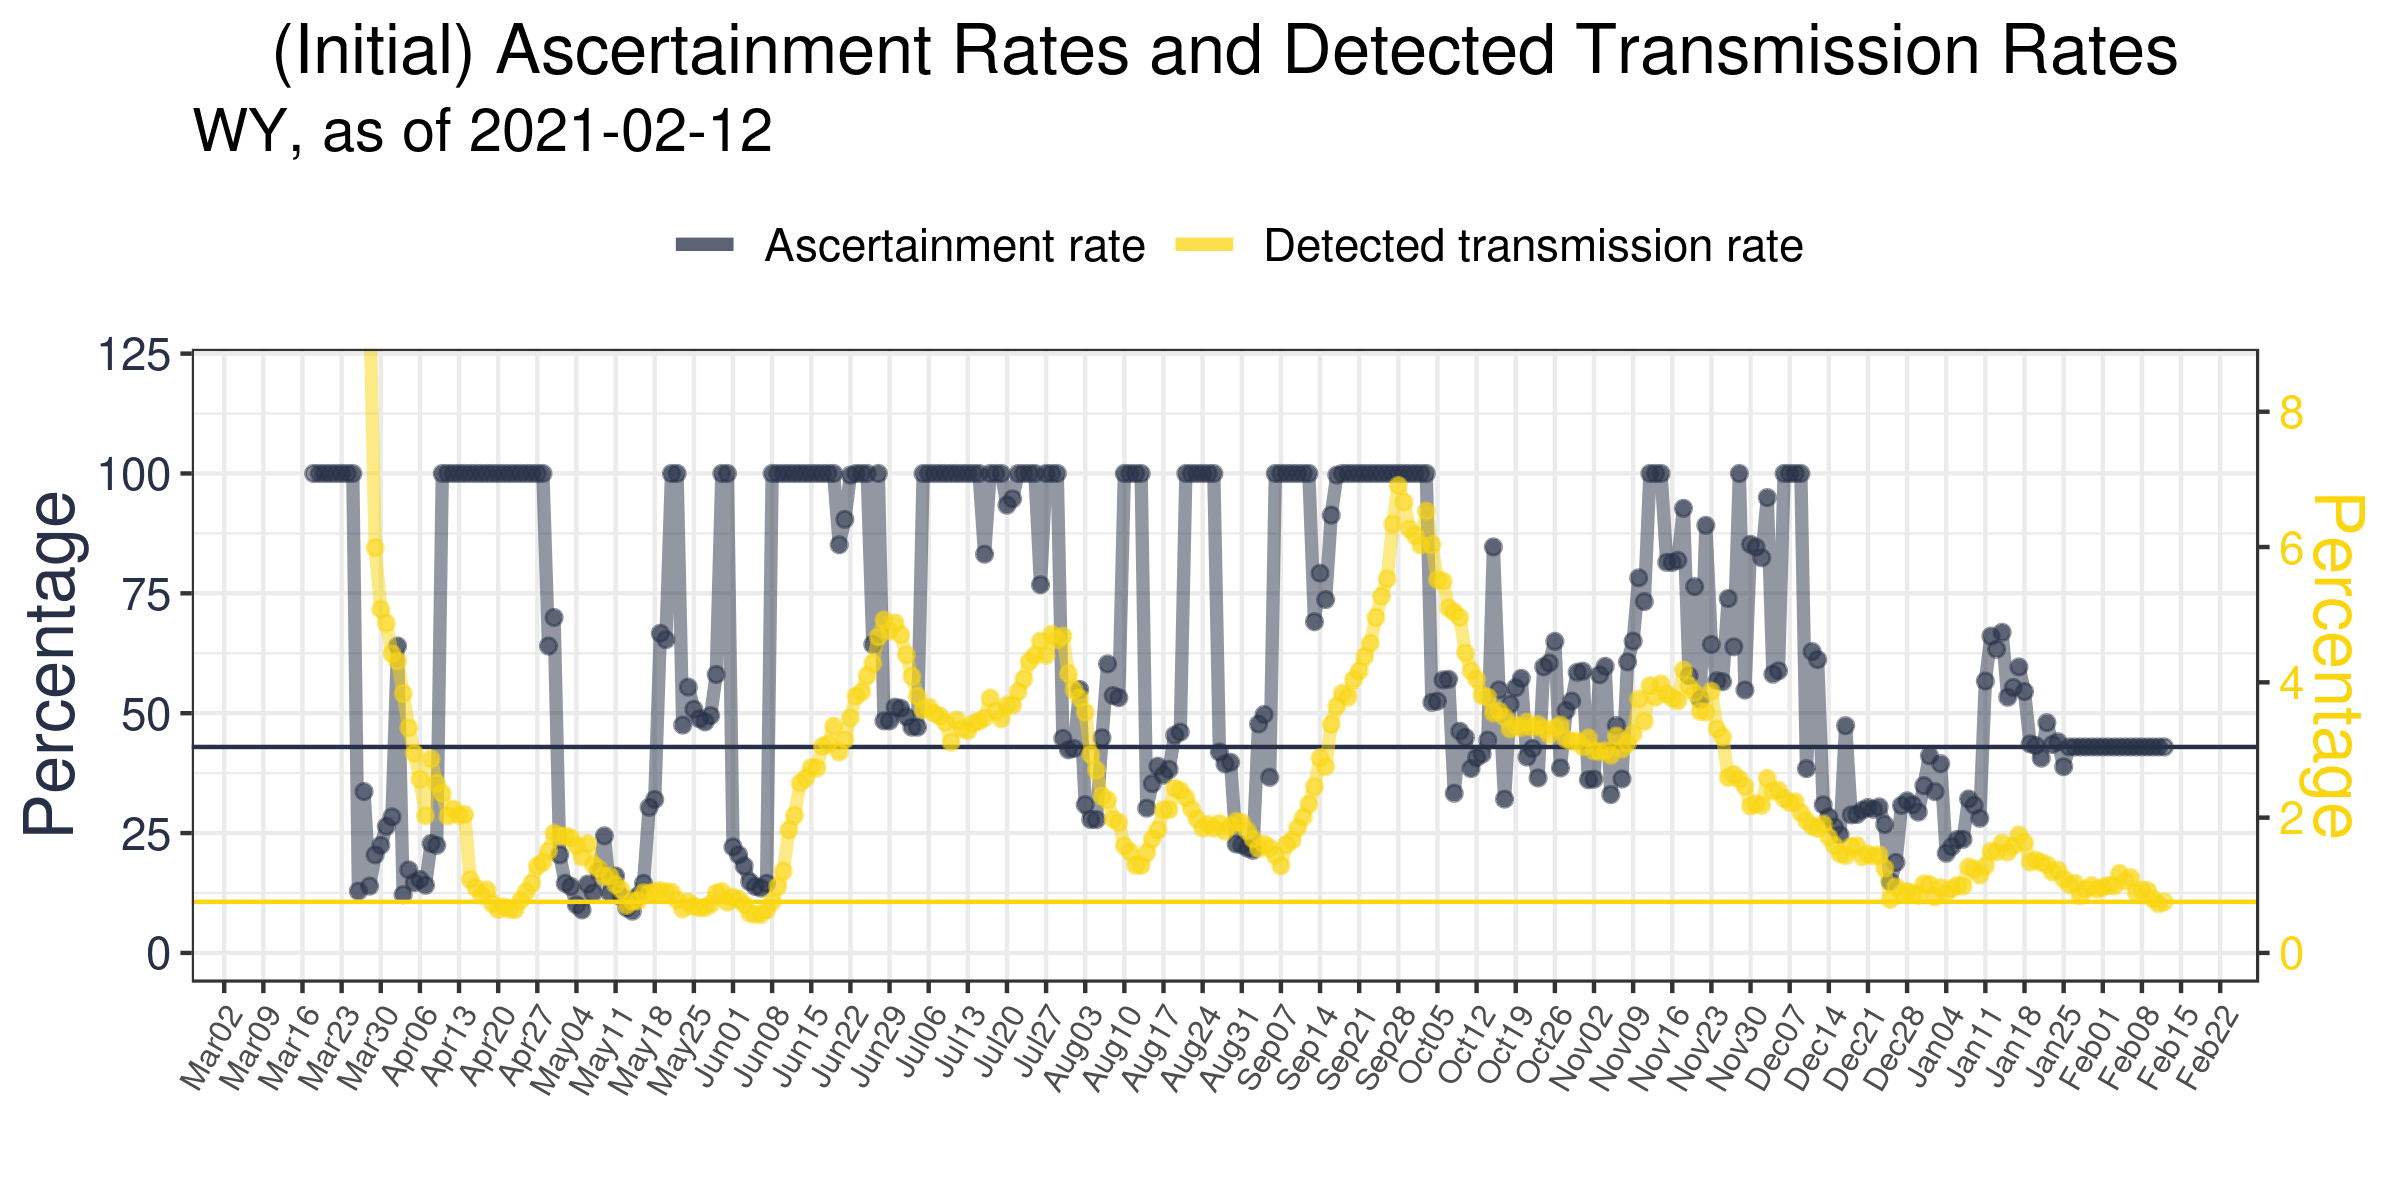 (Initial) Ascertainment Rates and Detected Transmission Rates
WY, as of 2021-02-12
Ascertainment rate Detected transmission rate
Percentage
125
100
75
50
25
0
8
6
4
2
0
Percentage
Mar02 Mar09 Mar16 Mar23 Mar30 Apr06 Apr13 Apr20 Apr27 May04 May11 May18 May25 Jun01 Jun08 Jun15 Jun22 Jun29 Jul06 Jul13 Jul20 Jul27 Aug03 Aug10 Aug17 Aug24 Aug31 Sep07 Sep14 Sep21 Sep28 Oct05 Oct12 Oct19 Oct26 Nov02 Nov09 Nov16 Nov23 Nov30 Dec07 Dec14 Dec21 Dec28 Jan04 Jan11 Jan18 Jan25 Feb01 Feb08 Feb15 Feb22